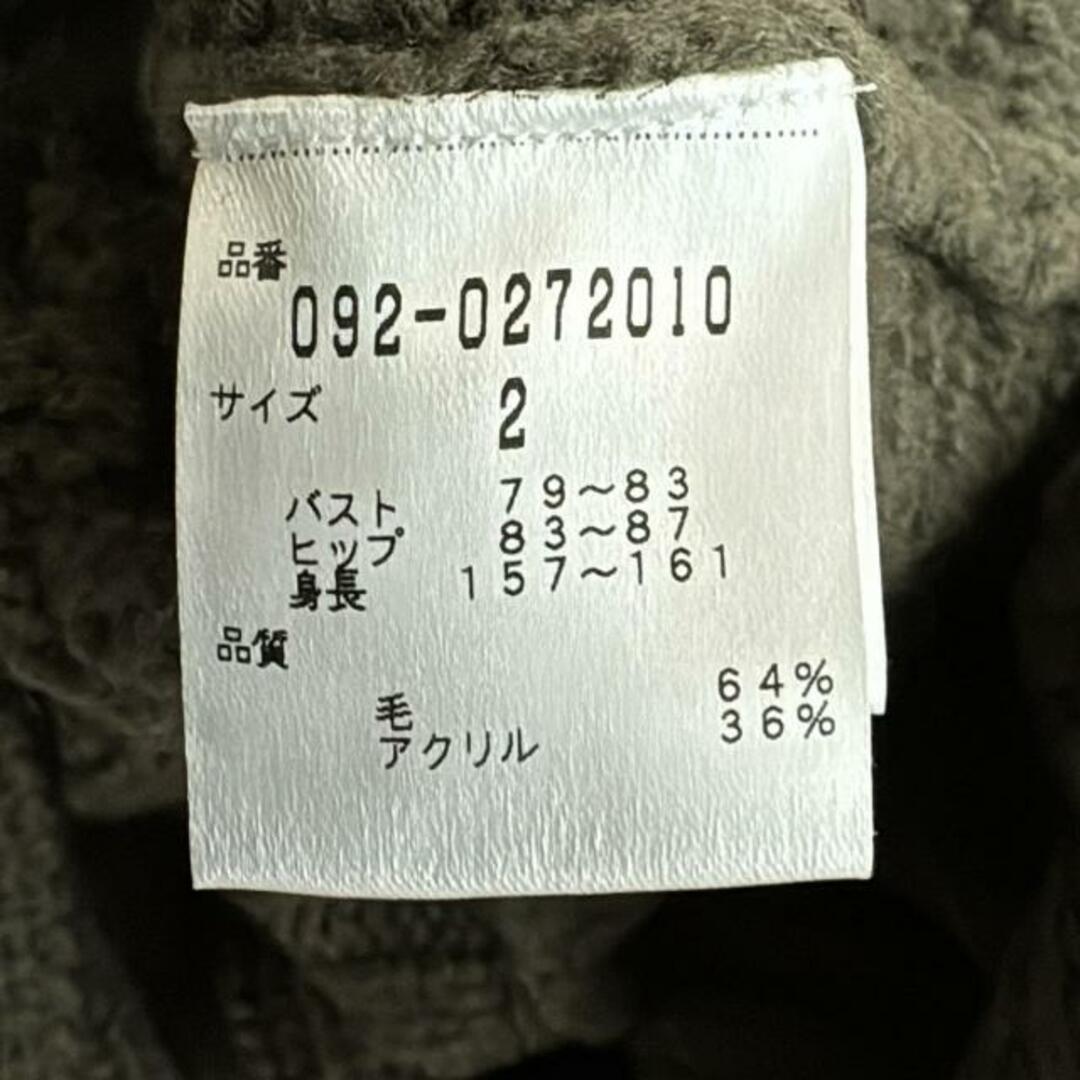 品番
092-0272010
サイズ 2
バスト 79～83
ヒップ 83～87
身長 157～161
品質
毛 64%
アクリル 36%